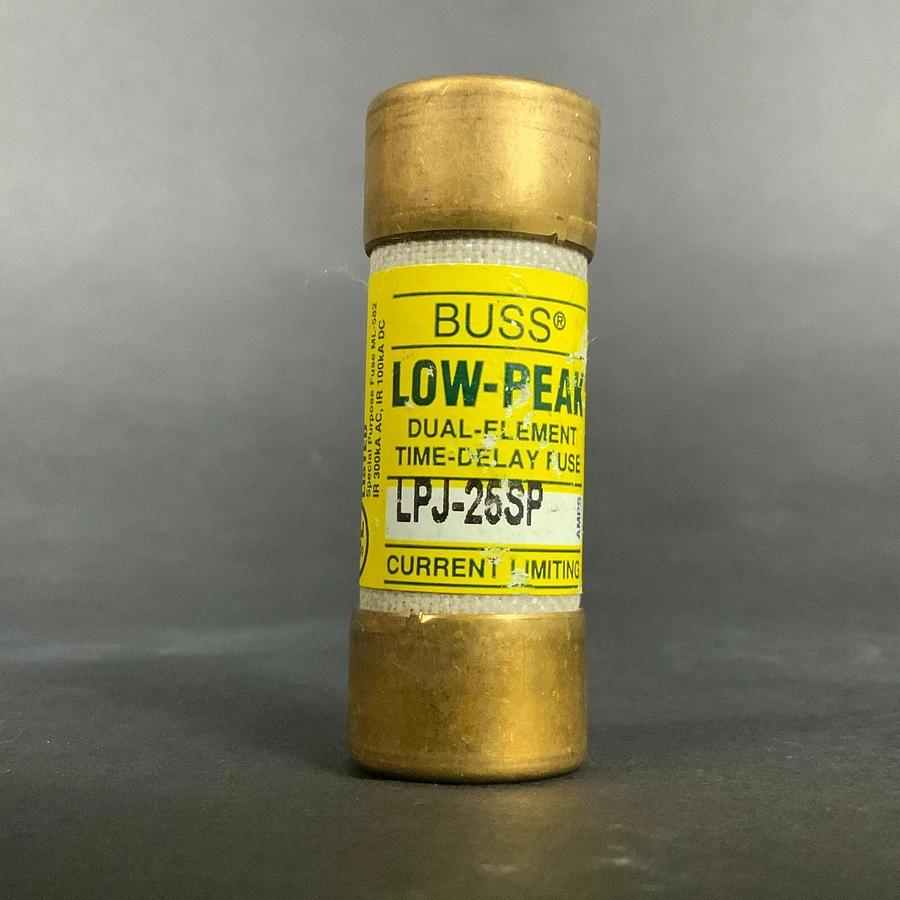 BUSS®
LOW-PEAK
DUAL-ELEMENT
TIME-DELAY FUSE
LPJ-25SP
AMPS
CURRENT LIMITING
Special Purpose Fuse ML-582
IR 300kA AC, IR 100kA DC